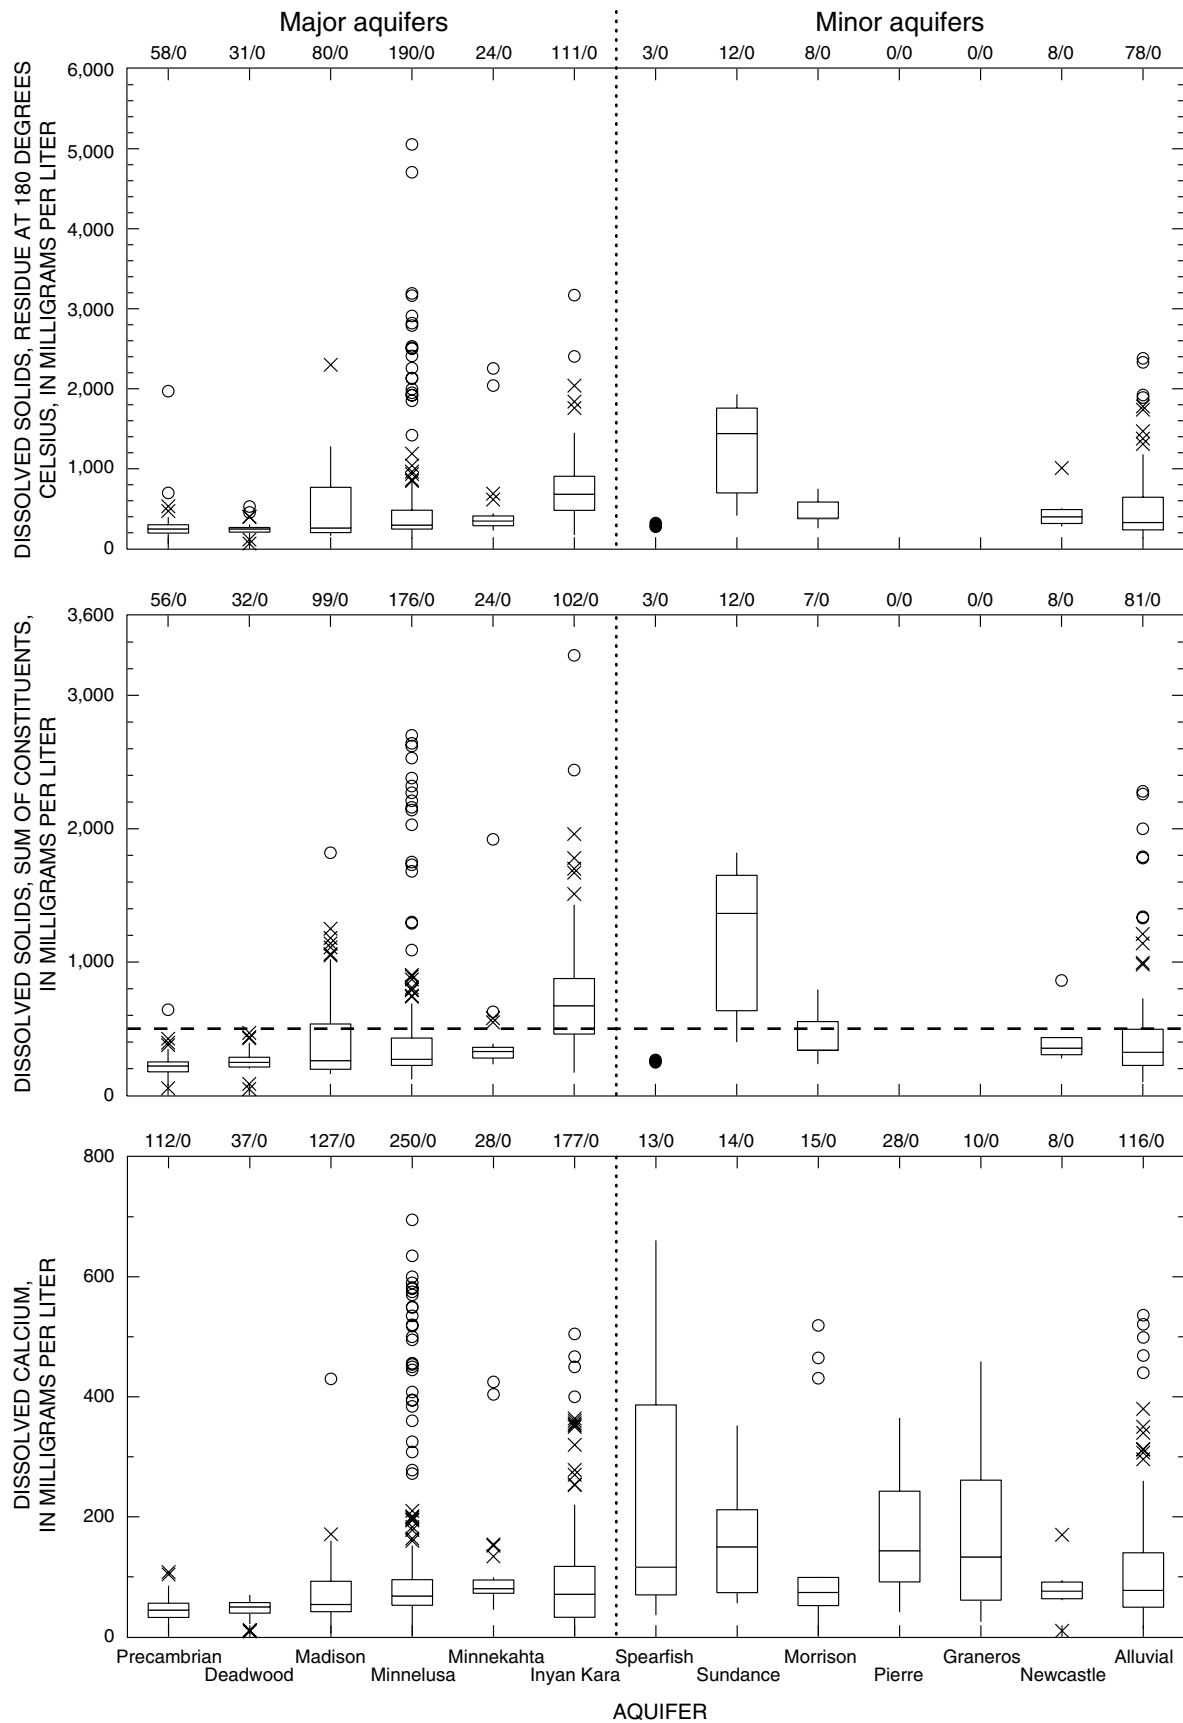 Major aquifers Minor aquifers
58/0 31/0 80/0 190/0 24/0 111/0 3/0 12/0 8/0 0/0 0/0 8/0 78/0
DISSOLVED SOLIDS, RESIDUE AT 180 DEGREES
CELSIUS, IN MILLIGRAMS PER LITER
6,000
5,000
4,000
3,000
2,000
1,000
0
56/0 32/0 99/0 176/0 24/0 102/0 3/0 12/0 7/0 0/0 0/0 8/0 81/0
DISSOLVED SOLIDS, SUM OF CONSTITUENTS,
IN MILLIGRAMS PER LITER
3,600
3,000
2,000
1,000
0
112/0 37/0 127/0 250/0 28/0 177/0 13/0 14/0 15/0 28/0 10/0 8/0 116/0
DISSOLVED CALCIUM,
IN MILLIGRAMS PER LITER
800
600
400
200
0
Precambrian Madison Minnekahta Spearfish Morrison Graneros Alluvial
Deadwood Minnelusa Inyan Kara Sundance Pierre Newcastle
AQUIFER